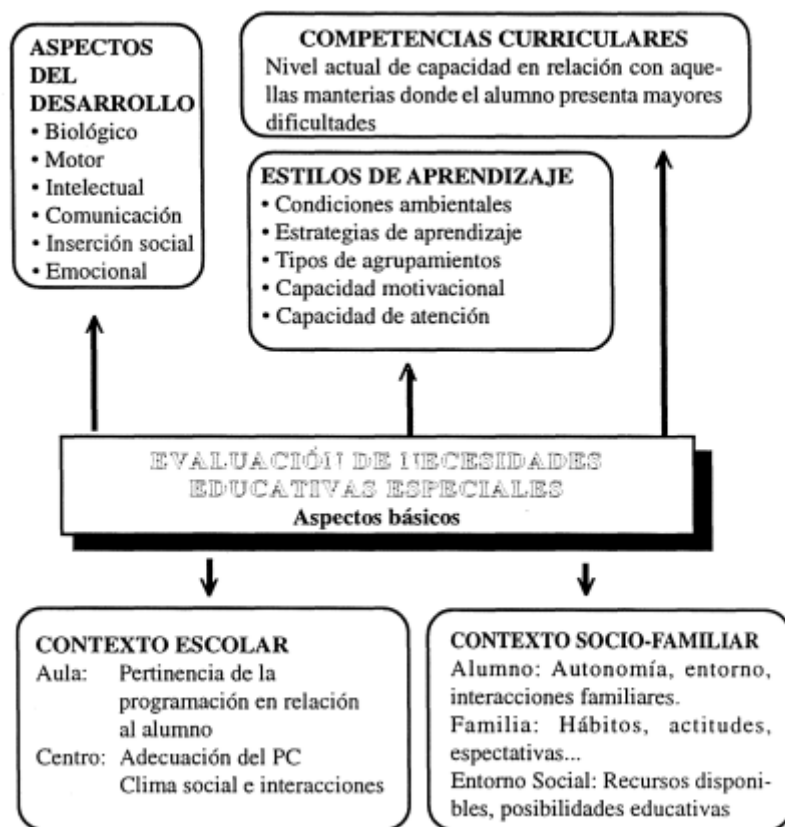 ASPECTOS
DEL
DESARROLLO
• Biológico
• Motor
• Intelectual
• Comunicación
• Inserción social
• Emocional
COMPETENCIAS CURRICULARES
Nivel actual de capacidad en relación con aque-
llas manterias donde el alumno presenta mayores
dificultades
ESTILOS DE APRENDIZAJE
• Condiciones ambientales
• Estrategias de aprendizaje
• Tipos de agrupamientos
• Capacidad motivacional
• Capacidad de atención
EVALUACIÓN DE NECESIDADES
EDUCATIVAS ESPECIALES
Aspectos básicos
CONTEXTO ESCOLAR
Aula: Pertinencia de la
programación en relación
al alumno
Centro: Adecuación del PC
Clima social e interacciones
CONTEXTO SOCIO-FAMILIAR
Alumno: Autonomía, entorno,
interacciones familiares.
Familia: Hábitos, actitudes,
espectativas...
Entorno Social: Recursos disponi-
bles, posibilidades educativas